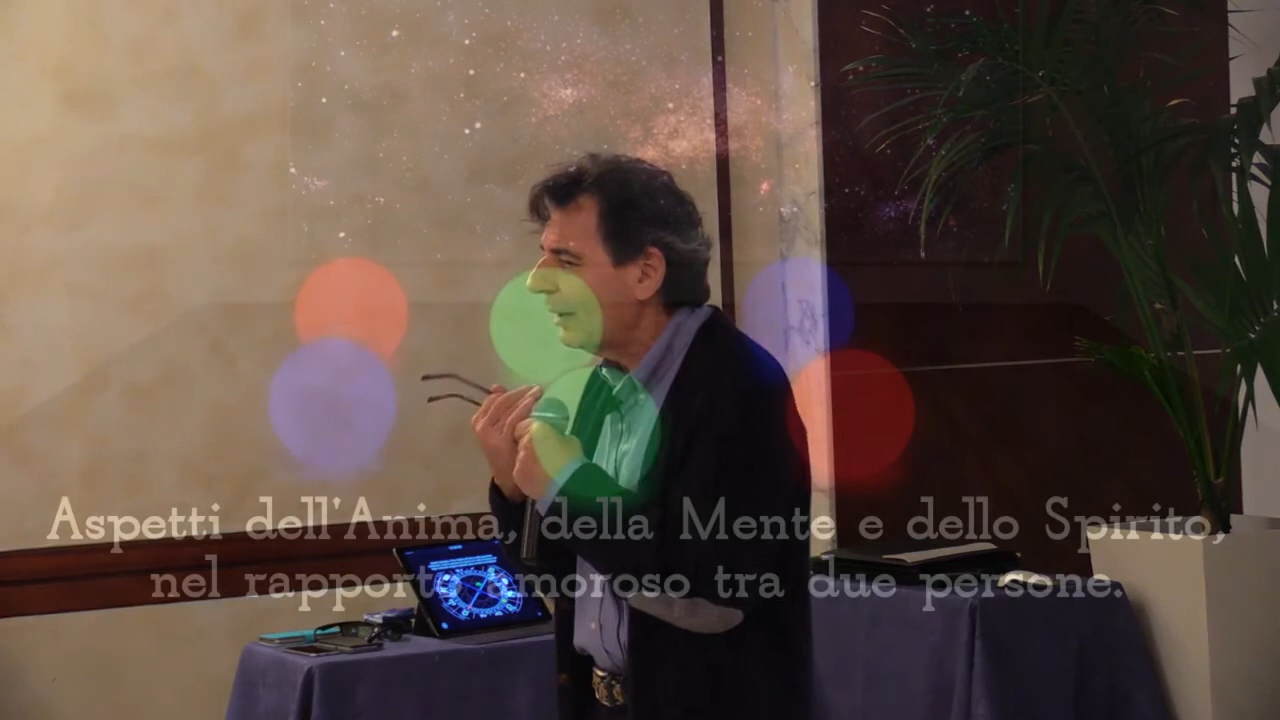 Aspetti dell'Anima, della Mente e dello Spirito,
nel rapporto amoroso tra due persone.